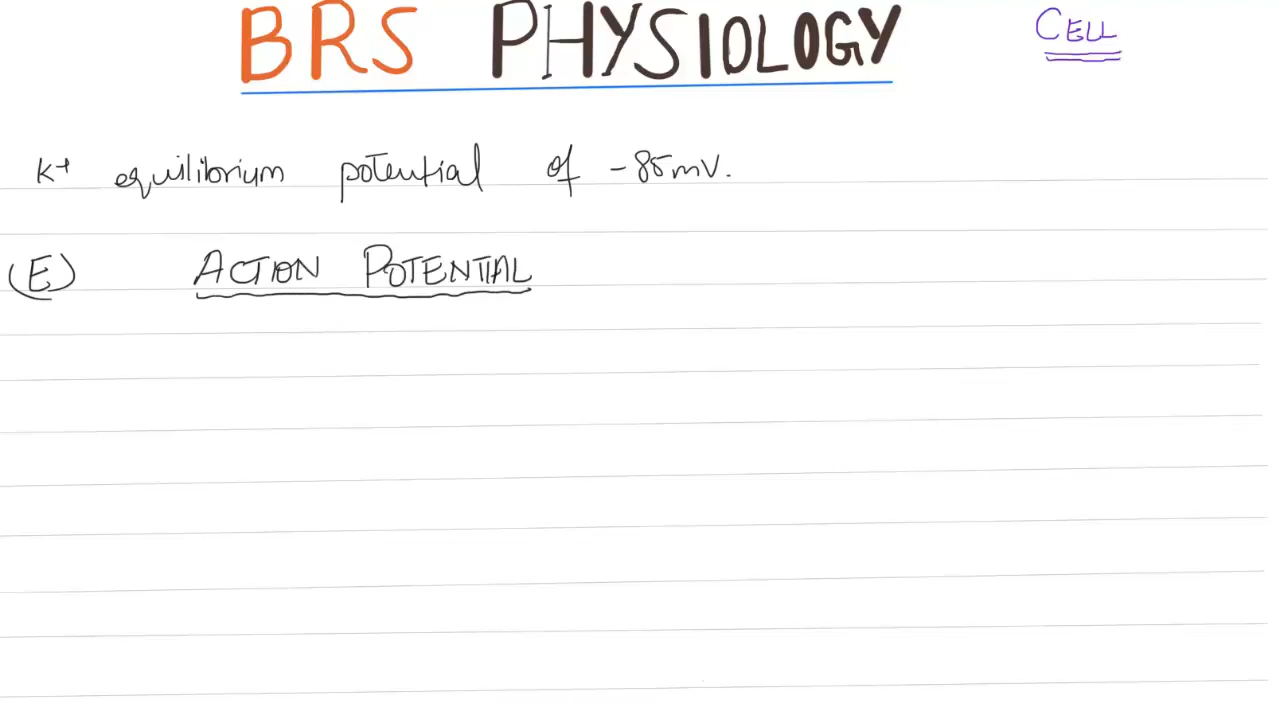 BRS PHYSIOLOGY
CELL
K+ equilibrium potential of -85mV.
(E) ACTION POTENTIAL